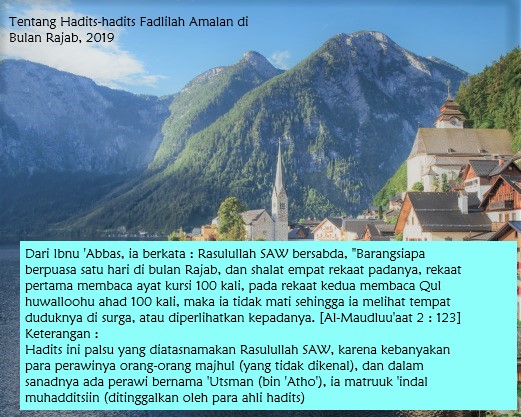 Tentang Hadits-hadits Fadlilah Amalan di
Bulan Rajab, 2019
Dari Ibnu 'Abbas, ia berkata : Rasulullah SAW bersabda, "Barangsiapa
berpuasa satu hari di bulan Rajab, dan shalat empat rekaat padanya, rekaat
pertama membaca ayat kursi 100 kali, pada rekaat kedua membaca Qul
huwalloohu ahad 100 kali, maka ia tidak mati sehingga ia melihat tempat
duduknya di surga, atau diperlihatkan kepadanya. [Al-Maudluu'aat 2 : 123]
Keterangan :
Hadits ini palsu yang diatasnamakan Rasulullah SAW, karena kebanyakan
para perawinya orang-orang majhul (yang tidak dikenal), dan dalam
sanadnya ada perawi bernama 'Utsman (bin 'Atho'), ia matruuk 'indal
muhadditsiin (ditinggalkan oleh para ahli hadits)